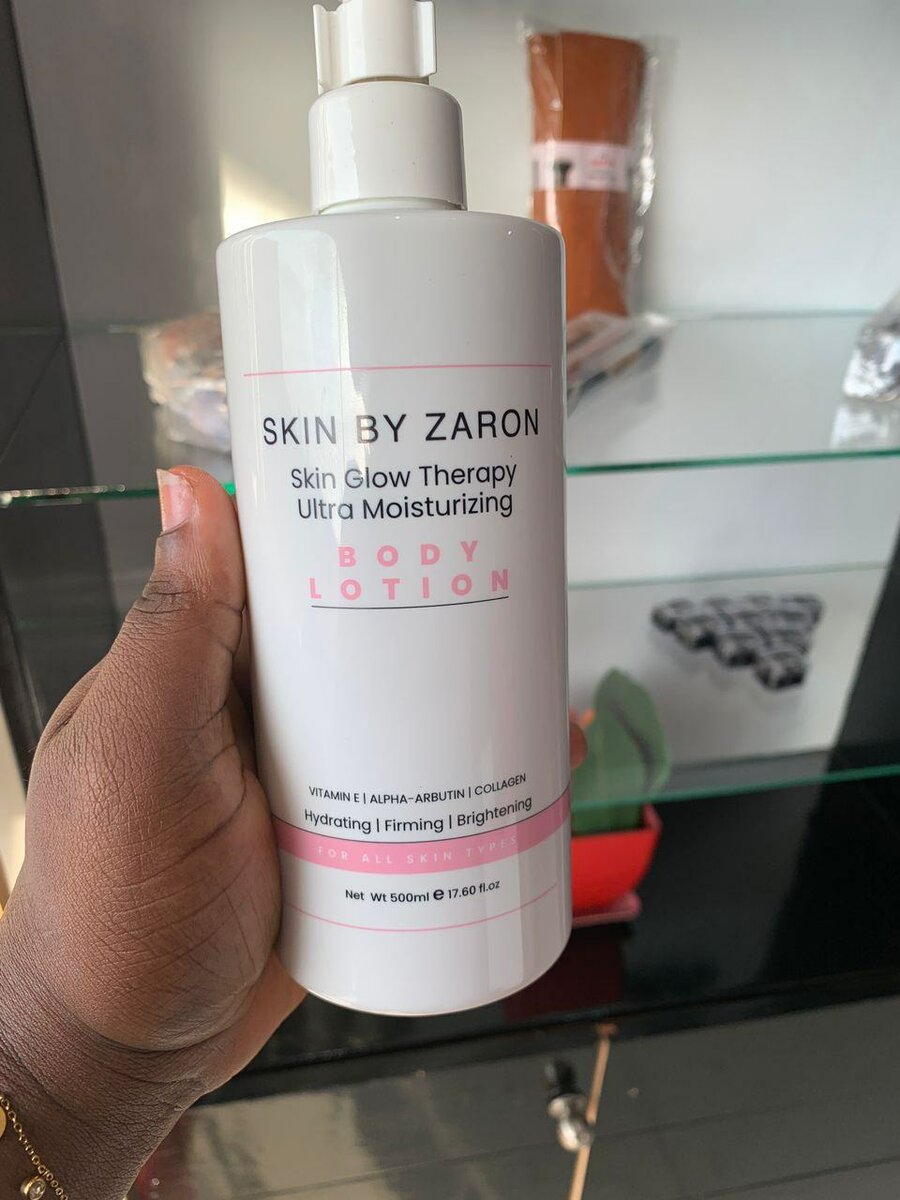 SKIN BY ZARON
Skin Glow Therapy
Ultra Moisturizing
BODY
LOTION
VITAMIN E | ALPHA-ARBUTIN | COLLAGEN
Hydrating | Firming | Brightening
FOR ALL SKIN TYPES
Net Wt 500ml e 17.60 fl.oz